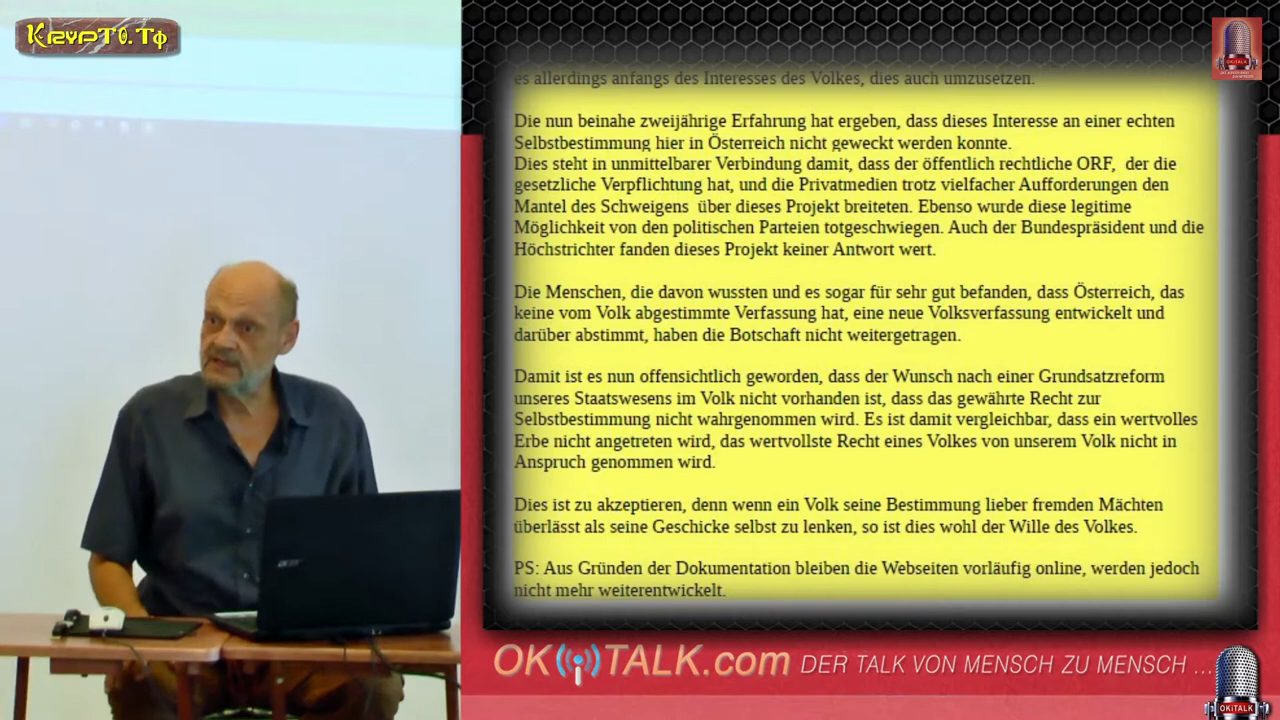 KRYPT0.TΦ
es allerdings anfangs des Interesses des Volkes, dies auch umzusetzen.
Die nun beinahe zweijährige Erfahrung hat ergeben, dass dieses Interesse an einer echten
Selbstbestimmung hier in Österreich nicht geweckt werden konnte.
Dies steht in unmittelbarer Verbindung damit, dass der öffentlich rechtliche ORF,  der die
gesetzliche Verpflichtung hat, und die Privatmedien trotz vielfacher Aufforderungen den
Mantel des Schweigens  über dieses Projekt breiteten. Ebenso wurde diese legitime
Möglichkeit von den politischen Parteien totgeschwiegen. Auch der Bundespräsident und die
Höchstrichter fanden dieses Projekt keiner Antwort wert.
Die Menschen, die davon wussten und es sogar für sehr gut befanden, dass Österreich, das
keine vom Volk abgestimmte Verfassung hat, eine neue Volksverfassung entwickelt und
darüber abstimmt, haben die Botschaft nicht weitergetragen.
Damit ist es nun offensichtlich geworden, dass der Wunsch nach einer Grundsatzreform
unseres Staatswesens im Volk nicht vorhanden ist, dass das gewährte Recht zur
Selbstbestimmung nicht wahrgenommen wird. Es ist damit vergleichbar, dass ein wertvolles
Erbe nicht angetreten wird, das wertvollste Recht eines Volkes von unserem Volk nicht in
Anspruch genommen wird.
Dies ist zu akzeptieren, denn wenn ein Volk seine Bestimmung lieber fremden Mächten
überlässt als seine Geschicke selbst zu lenken, so ist dies wohl der Wille des Volkes.
PS: Aus Gründen der Dokumentation bleiben die Webseiten vorläufig online, werden jedoch
nicht mehr weiterentwickelt.
acer
OKiTALK.com DER TALK VON MENSCH ZU MENSCH ...
OKiTALK